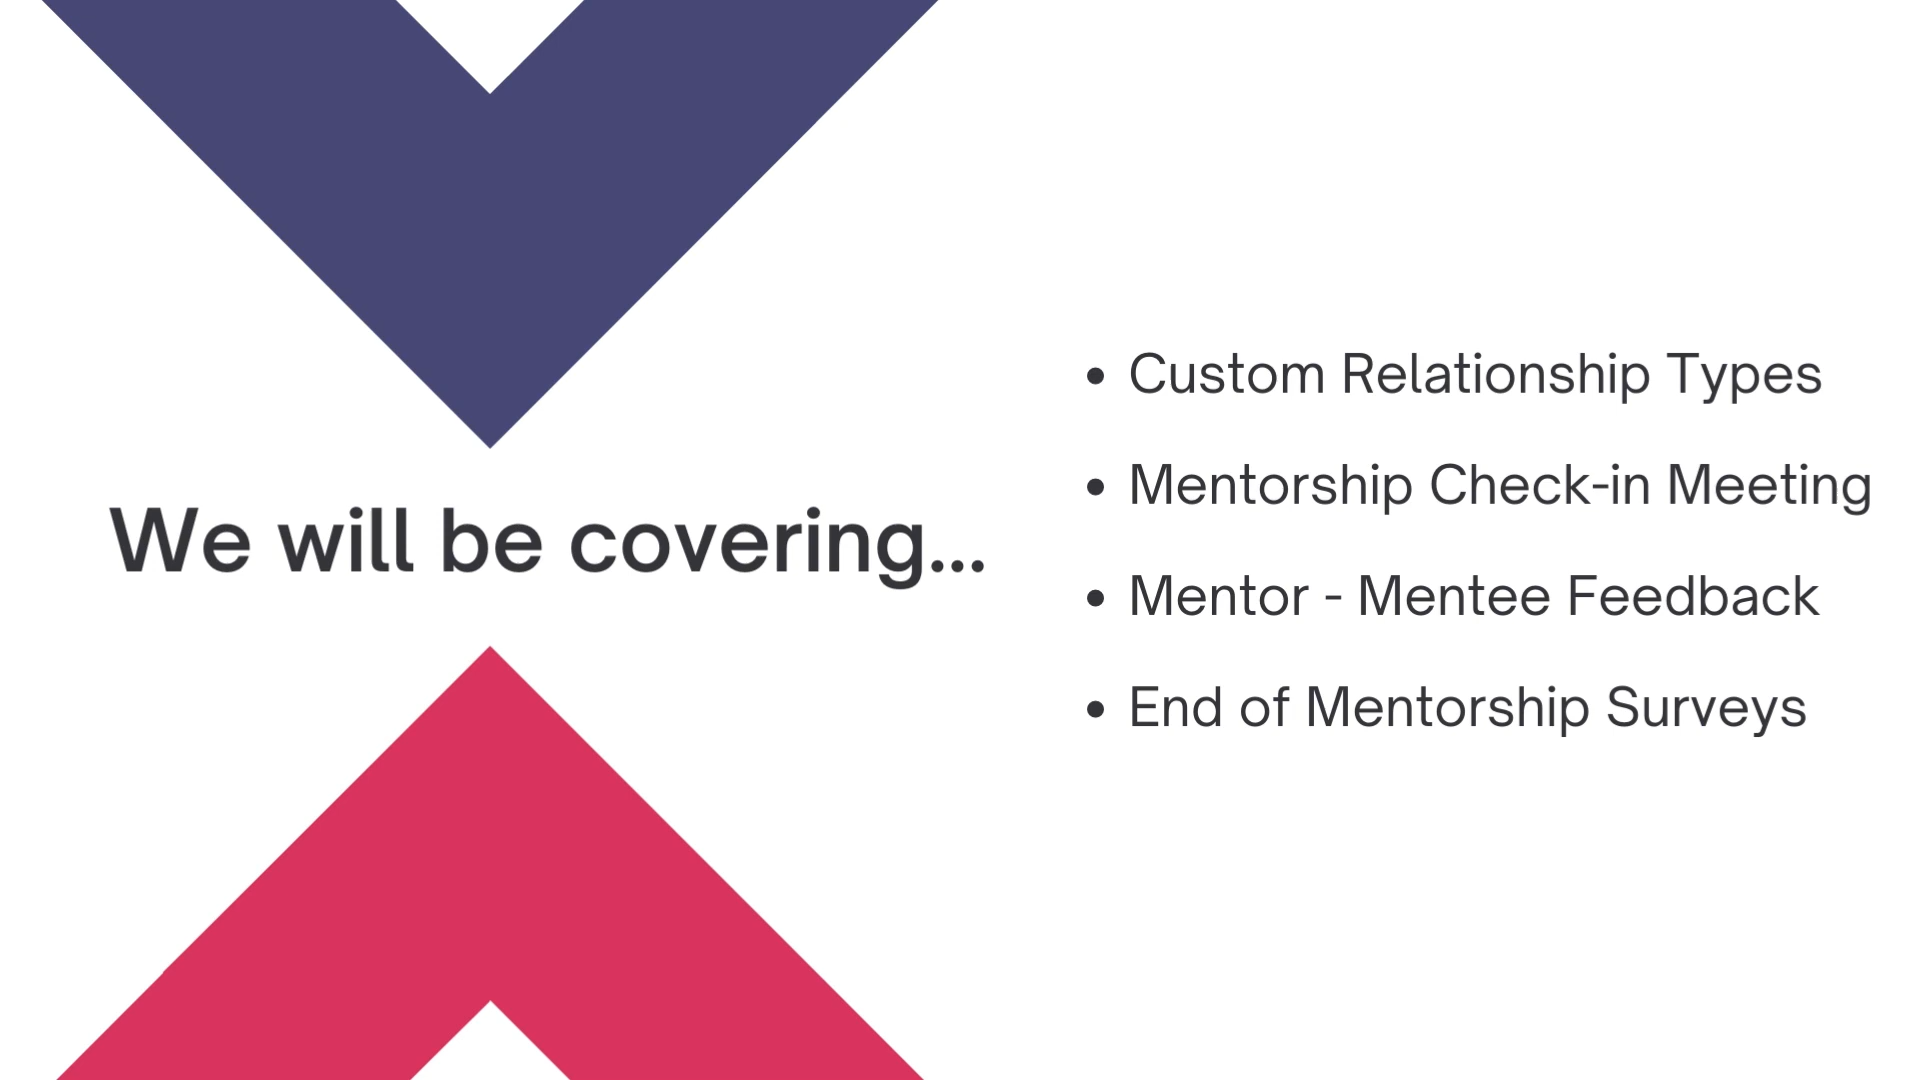 We will be covering...
• Custom Relationship Types
• Mentorship Check-in Meeting
• Mentor - Mentee Feedback
• End of Mentorship Surveys